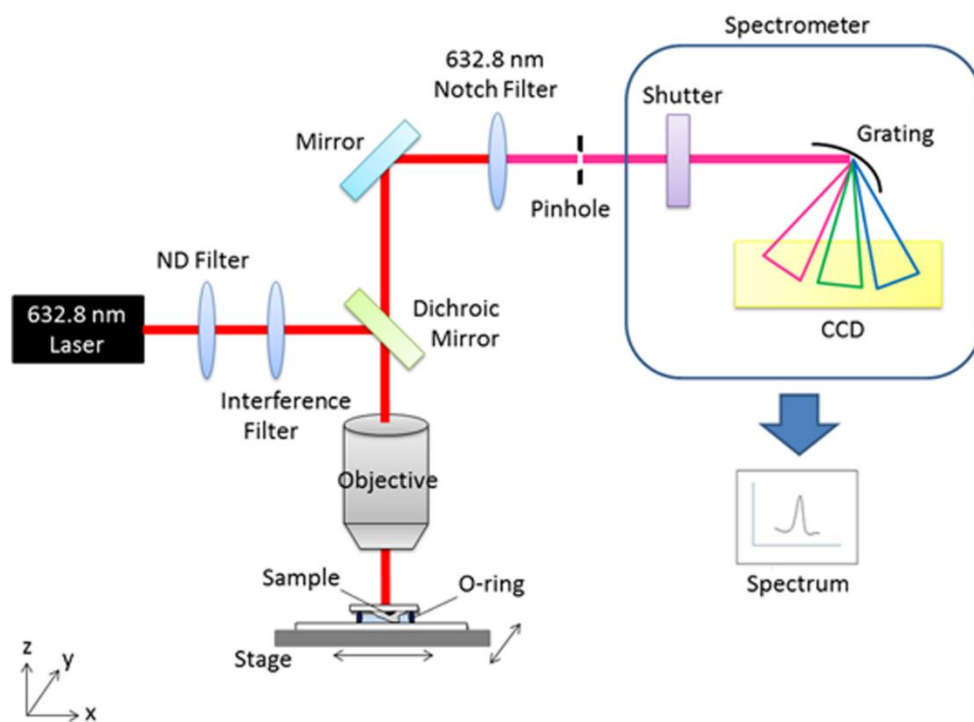 Spectrometer
632.8 nm
Notch Filter
Shutter
Mirror
Grating
Pinhole
ND Filter
632.8 nm
Laser
Dichroic
Mirror
CCD
Interference
Filter
Objective
Sample
O-ring
Spectrum
Stage
z
y
x